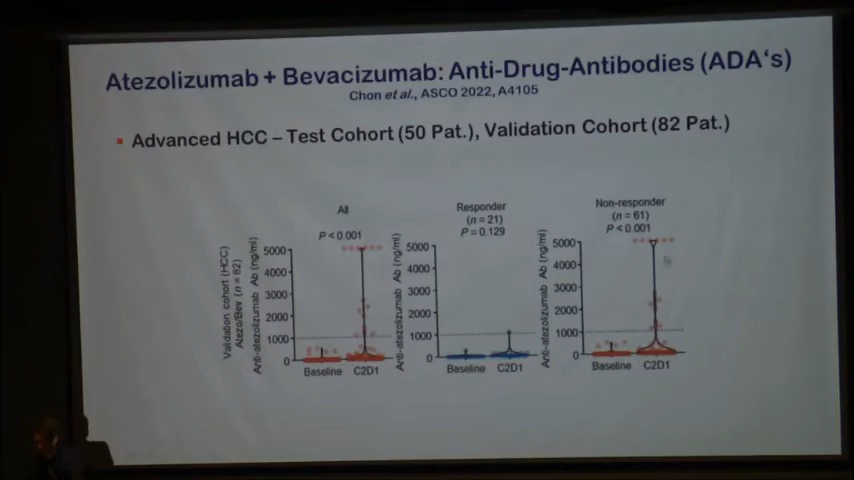 Atezolizumab + Bevacizumab: Anti-Drug-Antibodies (ADA's)
Chon et al., ASCO 2022, A4105
Advanced HCC – Test Cohort (50 Pat.), Validation Cohort (82 Pat.)
All
P < 0.001
Validation cohort (HCC)
Atezo/Bev (n = 82)
Anti-atezolizumab Ab (ng/ml)
5000
4000
3000
2000
1000
0
Baseline C2D1
Responder
(n = 21)
P = 0.129
Anti-atezolizumab Ab (ng/ml)
5000
4000
3000
2000
1000
0
Baseline C2D1
Non-responder
(n = 61)
P < 0.001
Anti-atezolizumab Ab (ng/ml)
5000
4000
3000
2000
1000
0
Baseline C2D1